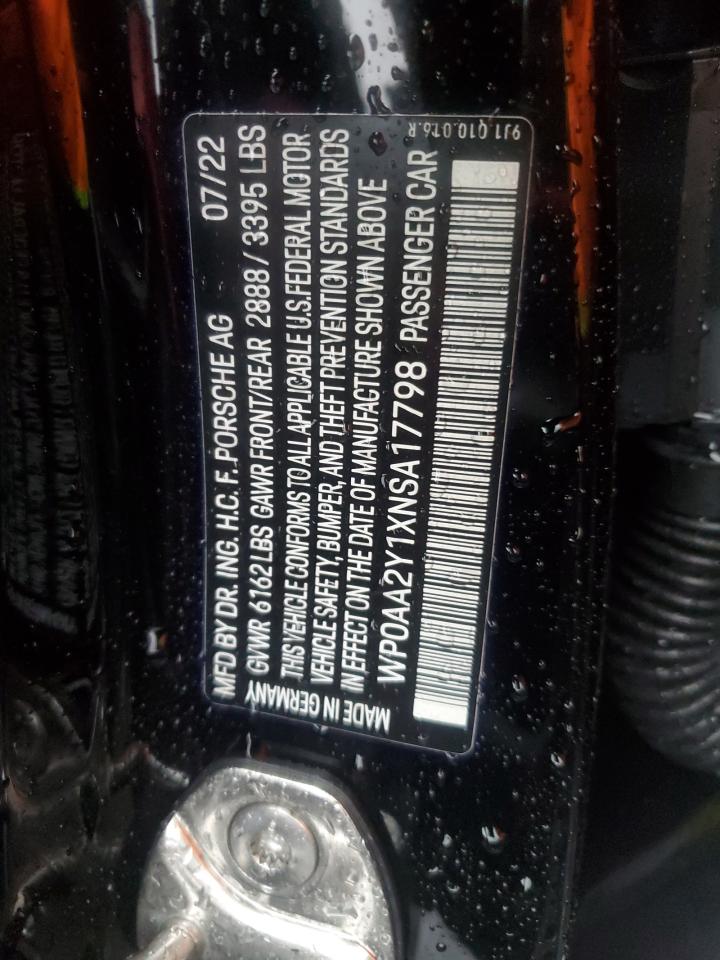 MFD BY DR. ING. H.C. F. PORSCHE AG 07/22
GVWR 6162 LBS GAWR FRONT/REAR 2888 / 3395 LBS
THIS VEHICLE CONFORMS TO ALL APPLICABLE U.S. FEDERAL MOTOR
VEHICLE SAFETY, BUMPER, AND THEFT PREVENTION STANDARDS
IN EFFECT ON THE DATE OF MANUFACTURE SHOWN ABOVE
WP0AA2Y1XNSA17798 PASSENGER CAR
MADE IN GERMANY
9J1.010.016.R